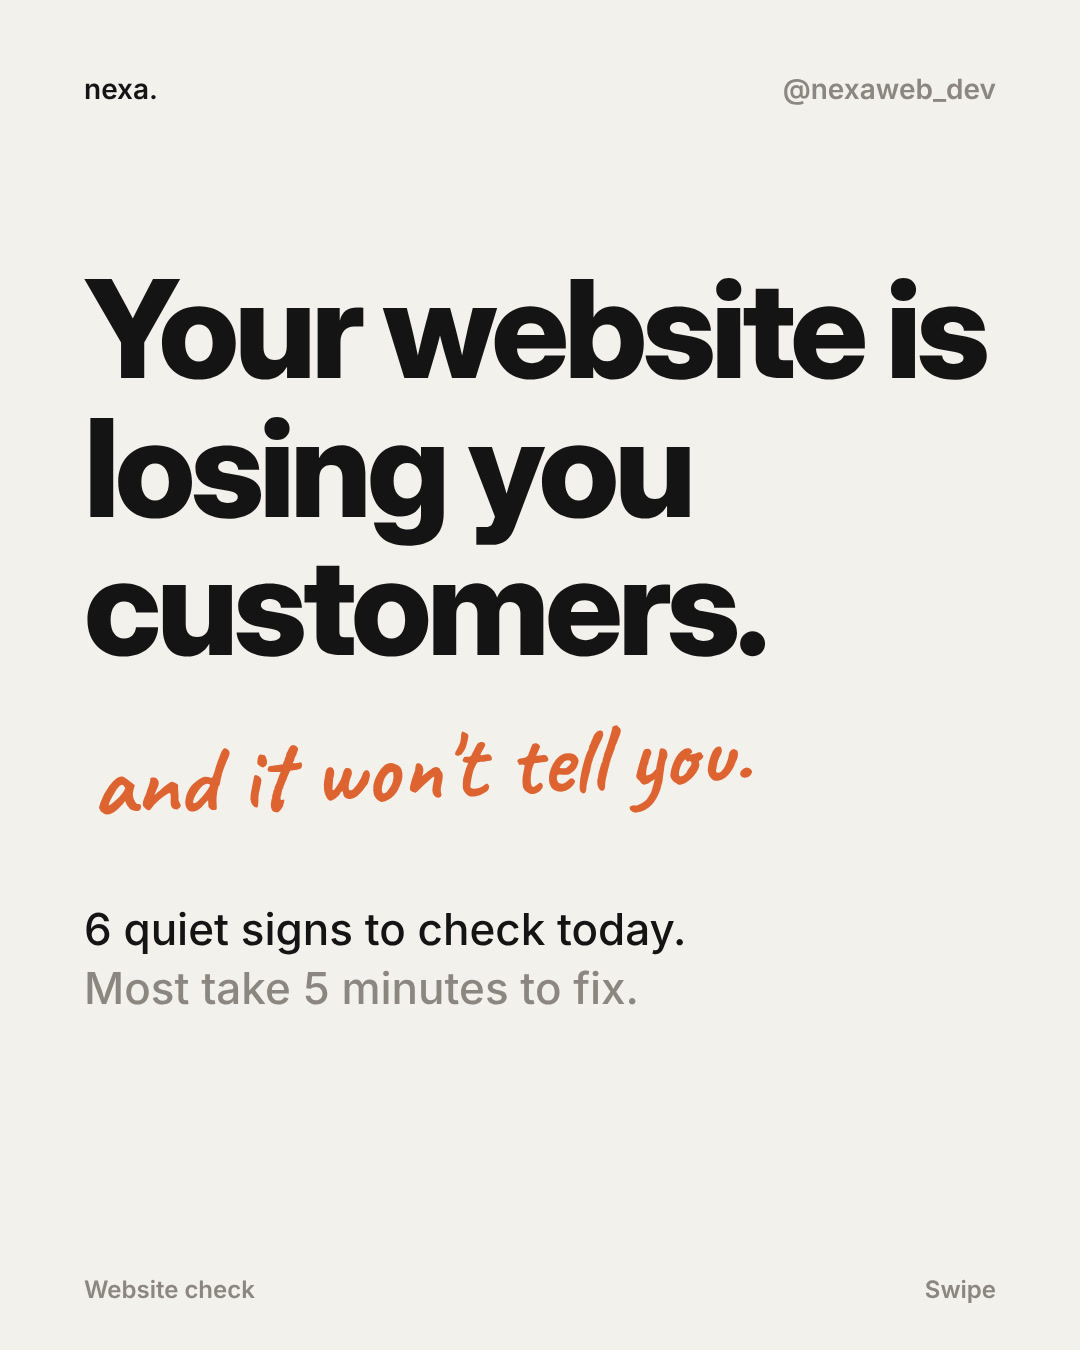 nexa.
@nexaweb_dev
Your website is
losing you
customers.
and it won't tell you.
6 quiet signs to check today.
Most take 5 minutes to fix.
Website check
Swipe